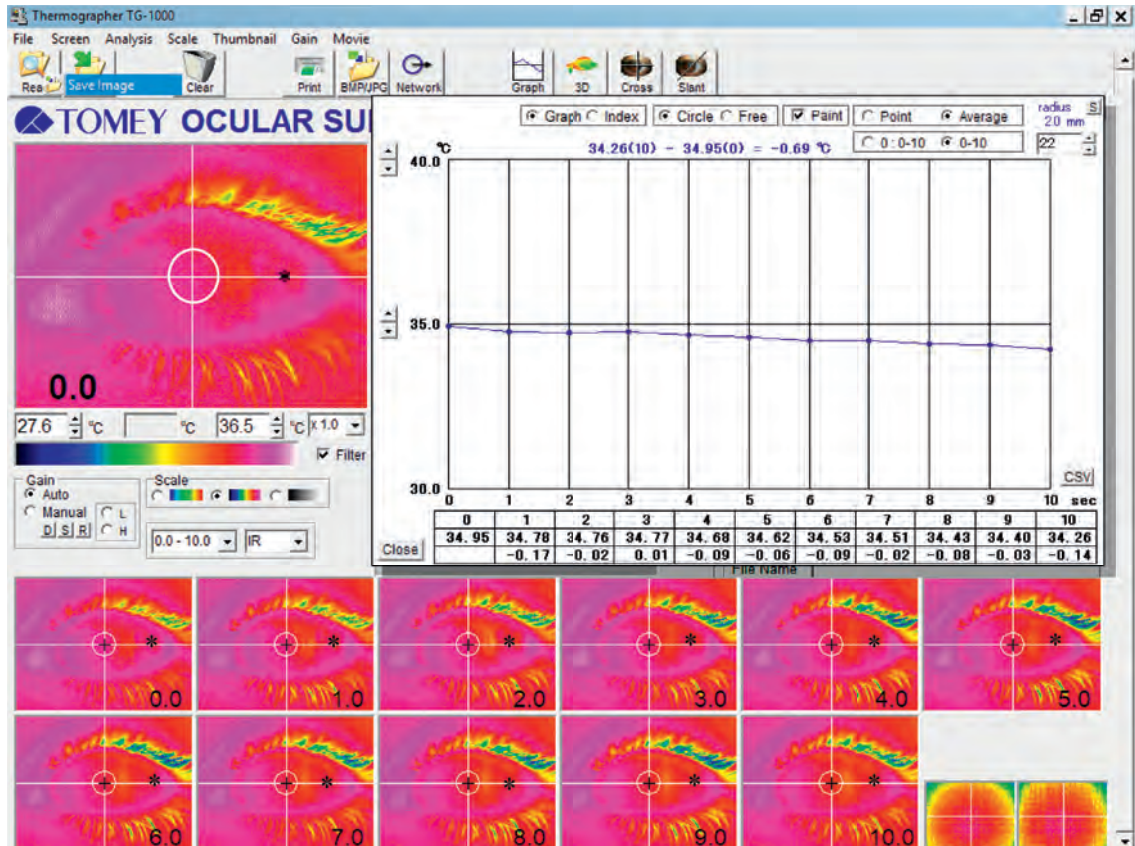 Thermographer TG-1000
File Screen Analysis Scale Thumbnail Gain Movie
Rea Save Image Clear Print BMP/JPG Network Graph 3D Cross Slant
TOMEY OCULAR SU
Graph Index Circle Free Paint Point Average radius S
2.0 mm
°C 34.26(10) - 34.95(0) = -0.69 °C 0:0-10 0-10 22
40.0
35.0
30.0
0 1 2 3 4 5 6 7 8 9 10 sec
CSV
0 1 2 3 4 5 6 7 8 9 10
34.95 34.78 34.76 34.77 34.68 34.62 34.53 34.51 34.43 34.40 34.26
-0.17 -0.02 0.01 -0.09 -0.06 -0.09 -0.02 -0.08 -0.03 -0.14
Close
File Name
0.0
27.6 °C °C 36.5 °C x 1.0
Filter
Gain Scale
Auto
Manual L
D S R H
0.0 - 10.0 IR
* * * * * *
0.0 1.0 2.0 3.0 4.0 5.0
* * * * *
6.0 7.0 8.0 9.0 10.0